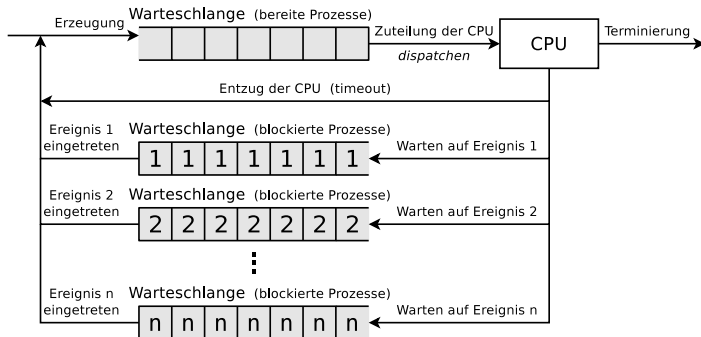 Erzeugung
Warteschlange (bereite Prozesse)
Zuteilung der CPU
dispatchen
CPU
Terminierung
Entzug der CPU (timeout)
Ereignis 1
eingetreten
Warteschlange (blockierte Prozesse)
1 1 1 1 1 1 1
Warten auf Ereignis 1
Ereignis 2
eingetreten
Warteschlange (blockierte Prozesse)
2 2 2 2 2 2 2
Warten auf Ereignis 2
Ereignis n
eingetreten
Warteschlange (blockierte Prozesse)
n n n n n n n
Warten auf Ereignis n